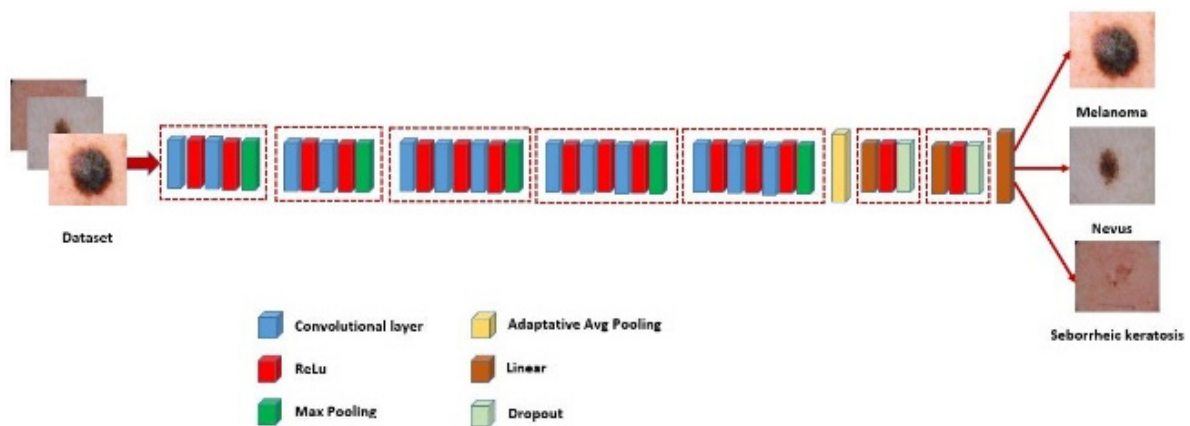 Melanoma
Dataset
Nevus
Seborrheic keratosis
Convolutional layer
Adaptative Avg Pooling
ReLu
Linear
Max Pooling
Dropout